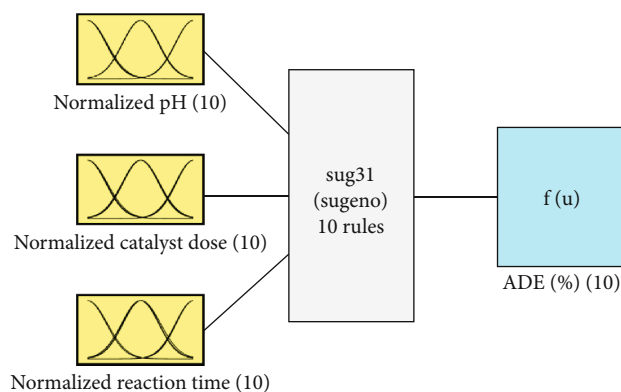 Normalized pH (10)
Normalized catalyst dose (10)
Normalized reaction time (10)
sug31
(sugeno)
10 rules
f (u)
ADE (%) (10)